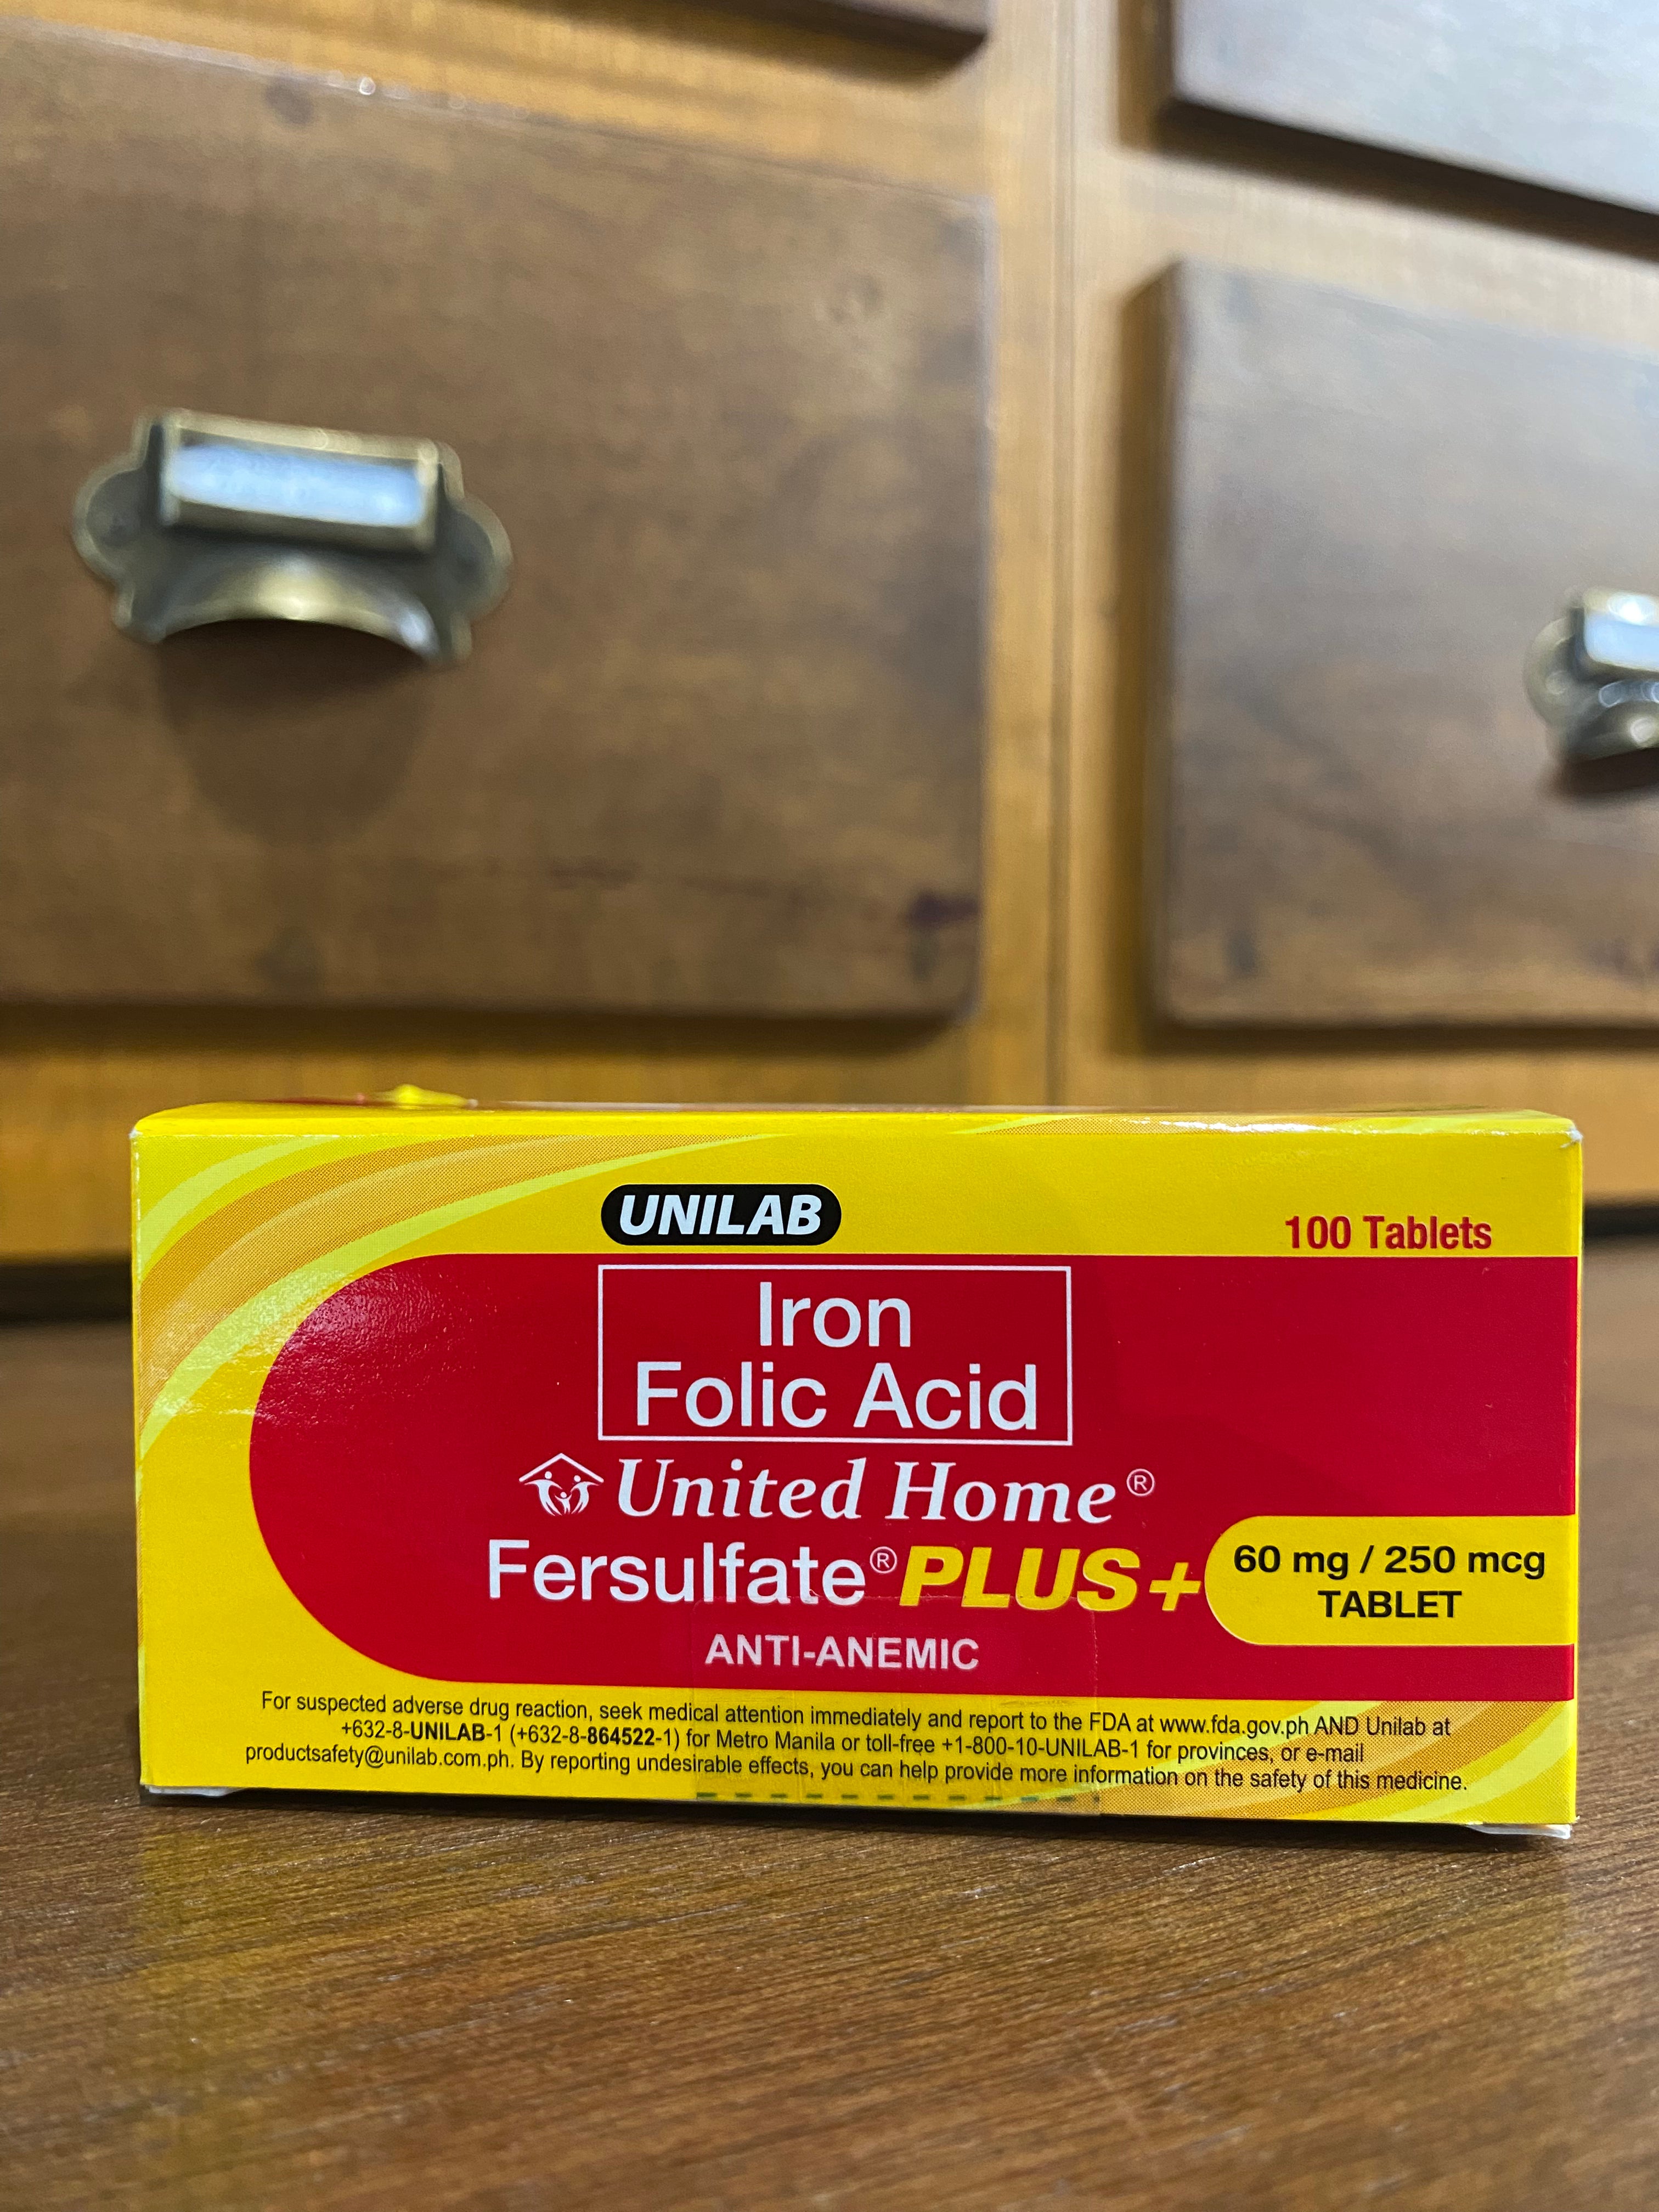 UNILAB
100 Tablets
Iron
Folic Acid
United Home®
Fersulfate® PLUS+
60 mg / 250 mcg
TABLET
ANTI-ANEMIC
For suspected adverse drug reaction, seek medical attention immediately and report to the FDA at www.fda.gov.ph AND Unilab at
+632-8-UNILAB-1 (+632-8-864522-1) for Metro Manila or toll-free +1-800-10-UNILAB-1 for provinces, or e-mail
productsafety@unilab.com.ph. By reporting undesirable effects, you can help provide more information on the safety of this medicine.